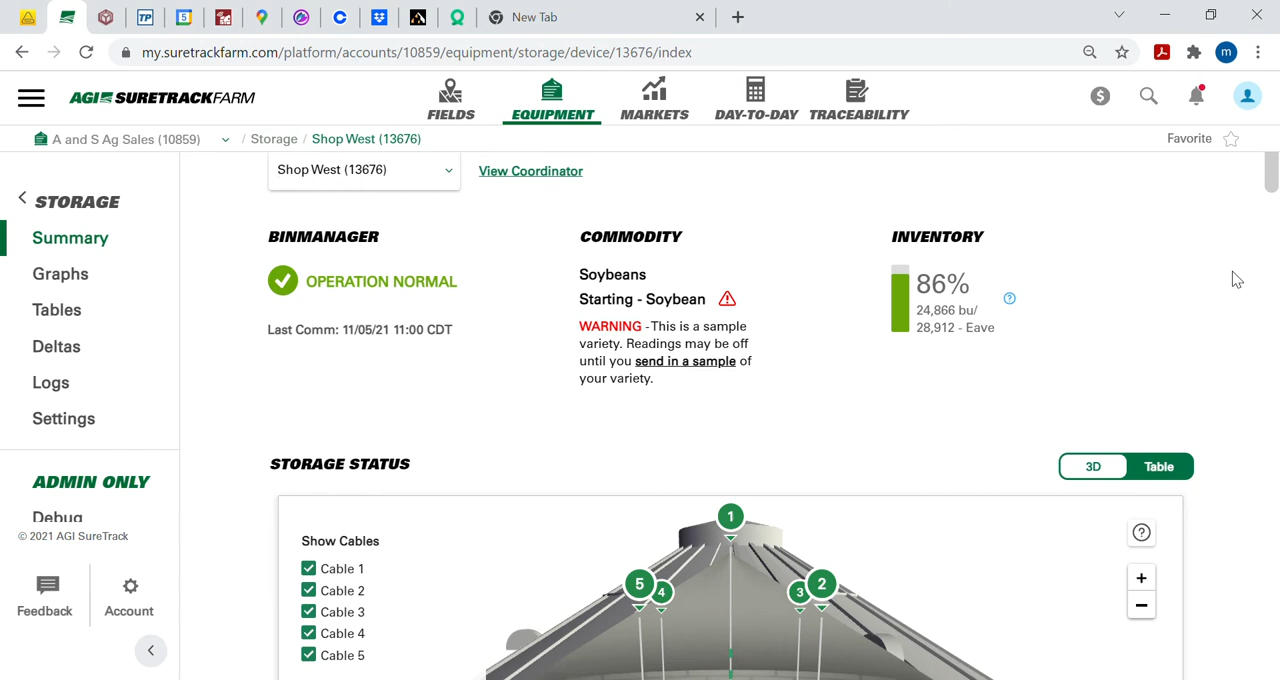 TP
5
New Tab
my.suretrackfarm.com/platform/accounts/10859/equipment/storage/device/13676/index
m
AGI SURETRACKFARM
FIELDS
EQUIPMENT
MARKETS
DAY-TO-DAY
TRACEABILITY
A and S Ag Sales (10859) / Storage / Shop West (13676)
Favorite
STORAGE
Summary
Graphs
Tables
Deltas
Logs
Settings
ADMIN ONLY
Debug
© 2021 AGI SureTrack
Feedback
Account
Shop West (13676)
View Coordinator
BINMANAGER
OPERATION NORMAL
Last Comm: 11/05/21 11:00 CDT
COMMODITY
Soybeans
Starting - Soybean
WARNING - This is a sample
variety. Readings may be off
until you send in a sample of
your variety.
INVENTORY
86%
24,866 bu/
28,912 - Eave
STORAGE STATUS
3D
Table
Show Cables
Cable 1
Cable 2
Cable 3
Cable 4
Cable 5
1
5
4
3
2
?
+
−